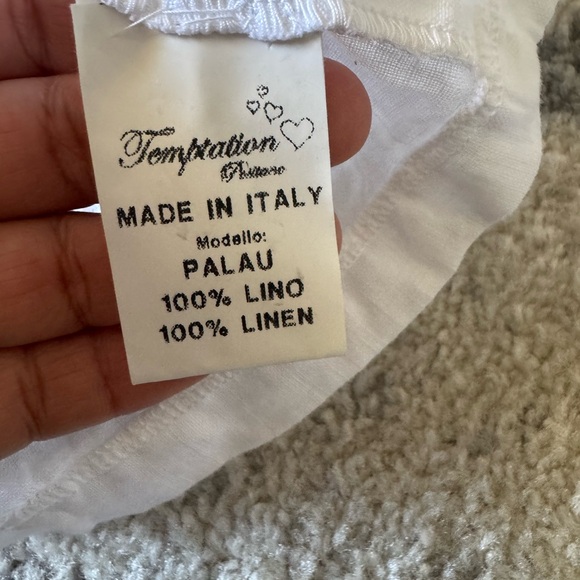 Temptation
Positano
MADE IN ITALY
Modello:
PALAU
100% LINO
100% LINEN